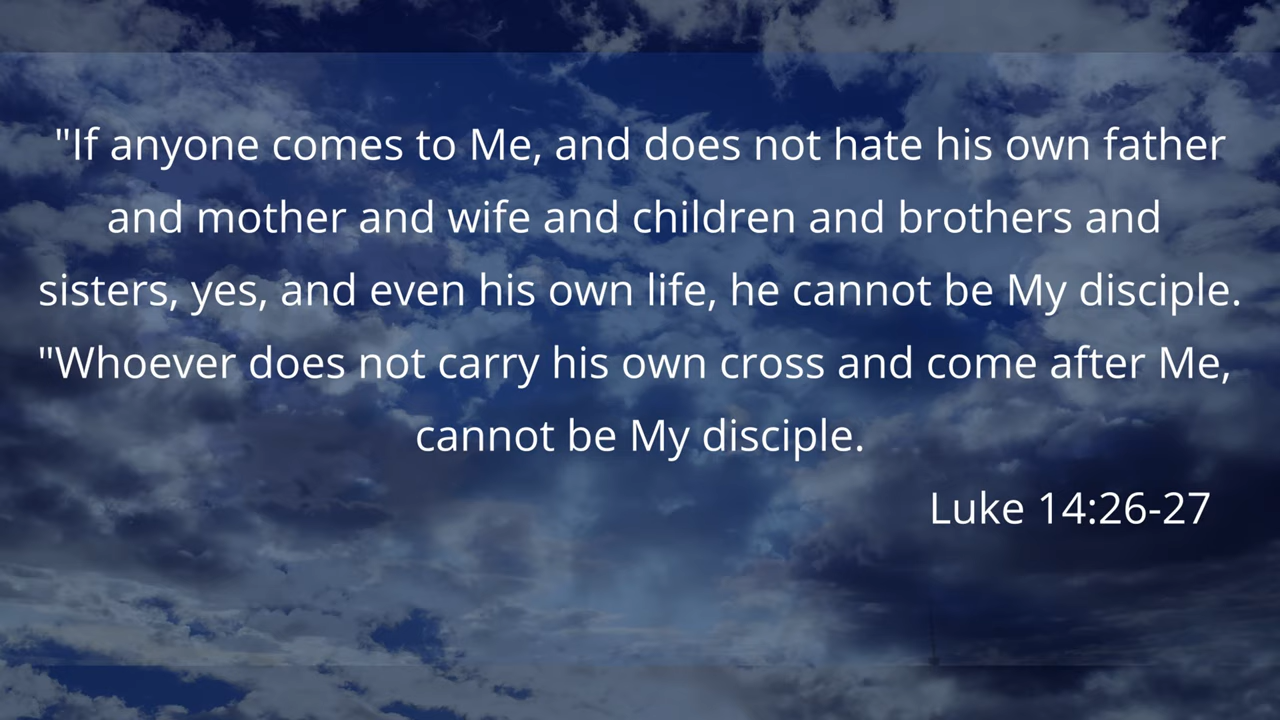 "If anyone comes to Me, and does not hate his own father
and mother and wife and children and brothers and
sisters, yes, and even his own life, he cannot be My disciple.
"Whoever does not carry his own cross and come after Me,
cannot be My disciple.
Luke 14:26-27